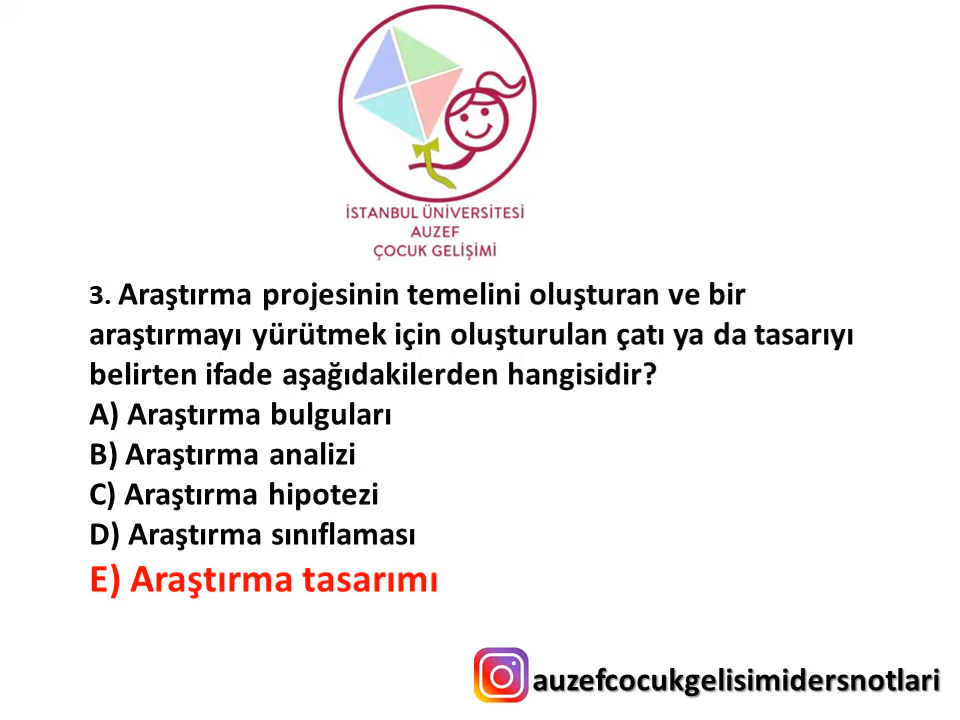 İSTANBUL ÜNİVERSİTESİ
AUZEF
ÇOCUK GELİŞİMİ
3. Araştırma projesinin temelini oluşturan ve bir
araştırmayı yürütmek için oluşturulan çatı ya da tasarıyı
belirten ifade aşağıdakilerden hangisidir?
A) Araştırma bulguları
B) Araştırma analizi
C) Araştırma hipotezi
D) Araştırma sınıflaması
E) Araştırma tasarımı
auzefcocukgelisimidersnotlari